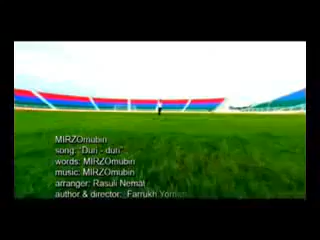 MIRZOmubin
song: "Duri - duri"
words: MIRZOmubin
music: MIRZOmubin
arranger: Rasuli Nemat
author & director: Farrukh